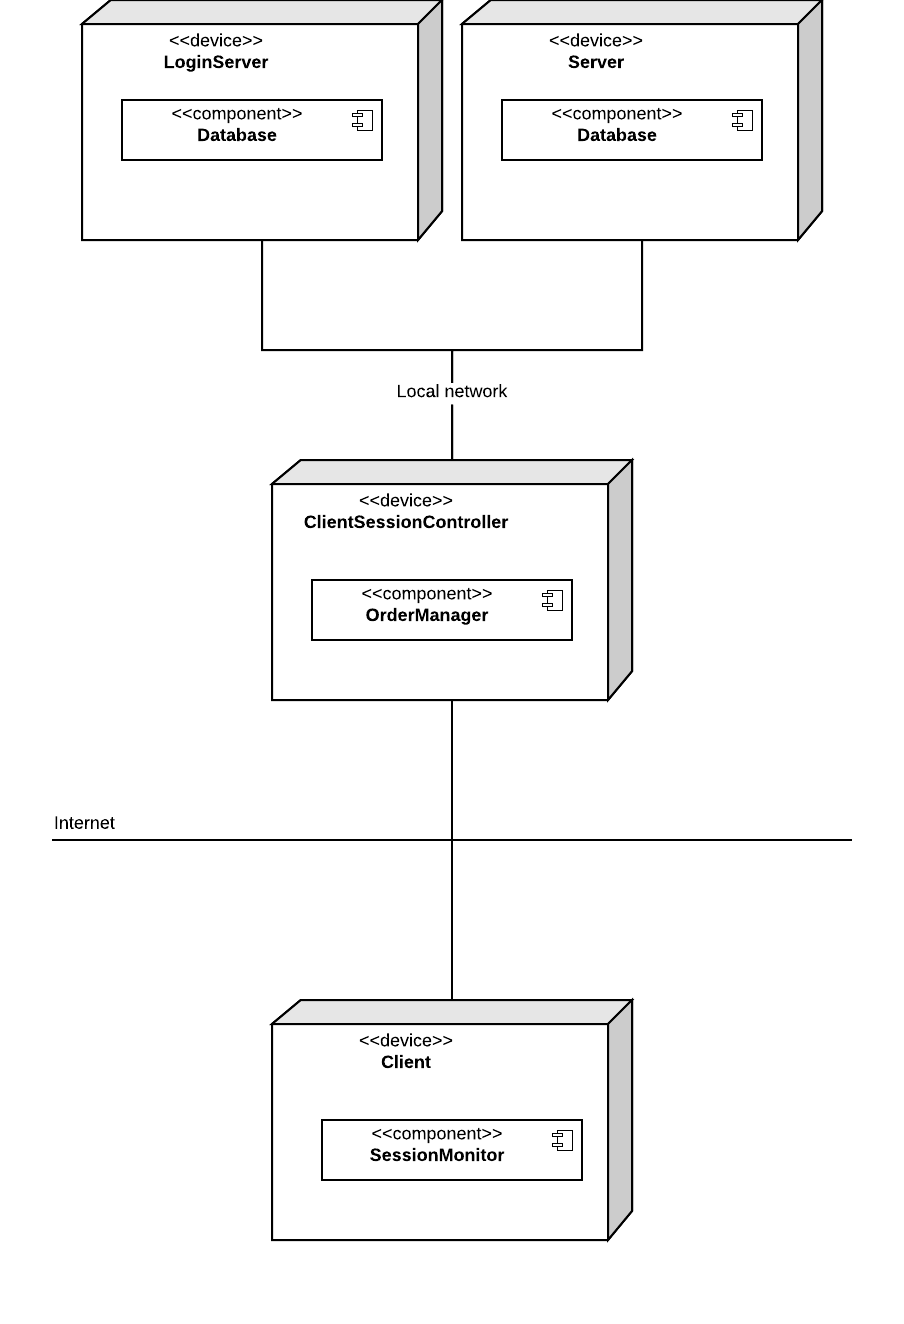 <<device>>
LoginServer
<<component>>
Database
<<device>>
Server
<<component>>
Database
Local network
<<device>>
ClientSessionController
<<component>>
OrderManager
Internet
<<device>>
Client
<<component>>
SessionMonitor